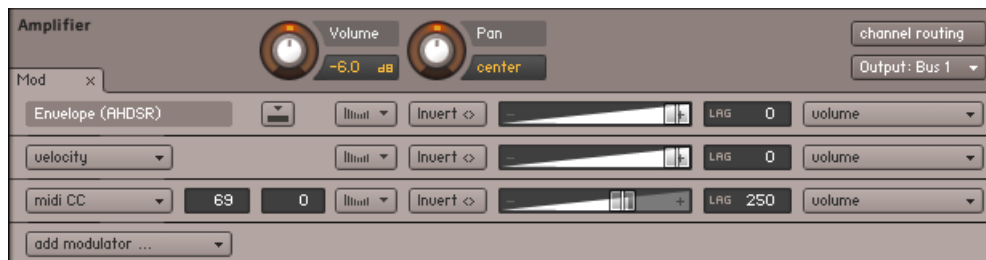 Amplifier
Volume
Pan
channel routing
-6.0 dB
center
Output: Bus 1
Mod x
Envelope (AHDSR)
Invert <>
- +
LAG 0
volume
velocity
Invert <>
- +
LAG 0
volume
midi CC
69
0
Invert <>
- +
LAG 250
volume
add modulator ...